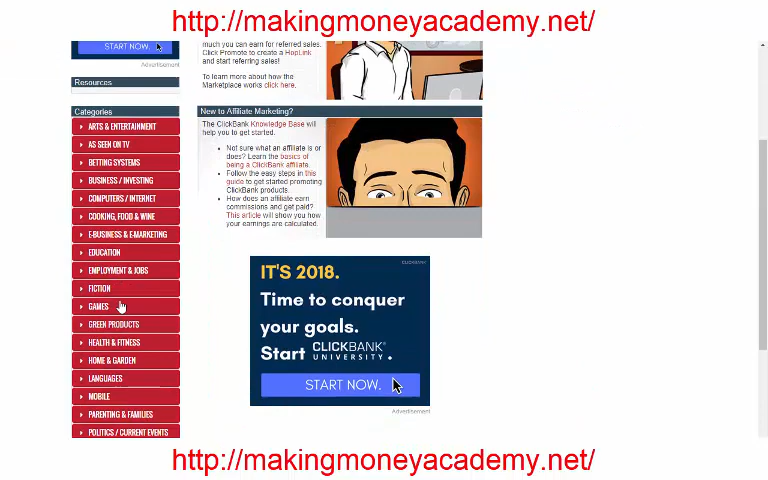 http://makingmoneyacademy.net/
START NOW.
Advertisement
much you can earn for referred sales.
Click Promote to create a HopLink
and start referring sales!
To learn more about how the
Marketplace works click here.
Resources
Categories
ARTS & ENTERTAINMENT
AS SEEN ON TV
BETTING SYSTEMS
BUSINESS / INVESTING
COMPUTERS / INTERNET
COOKING, FOOD & WINE
E-BUSINESS & E-MARKETING
EDUCATION
EMPLOYMENT & JOBS
FICTION
GAMES
GREEN PRODUCTS
HEALTH & FITNESS
HOME & GARDEN
LANGUAGES
MOBILE
PARENTING & FAMILIES
POLITICS / CURRENT EVENTS
New to Affiliate Marketing?
The ClickBank Knowledge Base will
help you to get started.
Not sure what an affiliate is or
does? Learn the basics of
being a ClickBank affiliate.
Follow the easy steps in this
guide to get started promoting
ClickBank products.
How does an affiliate earn
commissions and get paid?
This article will show you how
your earnings are calculated.
CLICKBANK
IT'S 2018.
Time to conquer
your goals.
Start CLICKBANK®
UNIVERSITY.
START NOW.
Advertisement
http://makingmoneyacademy.net/